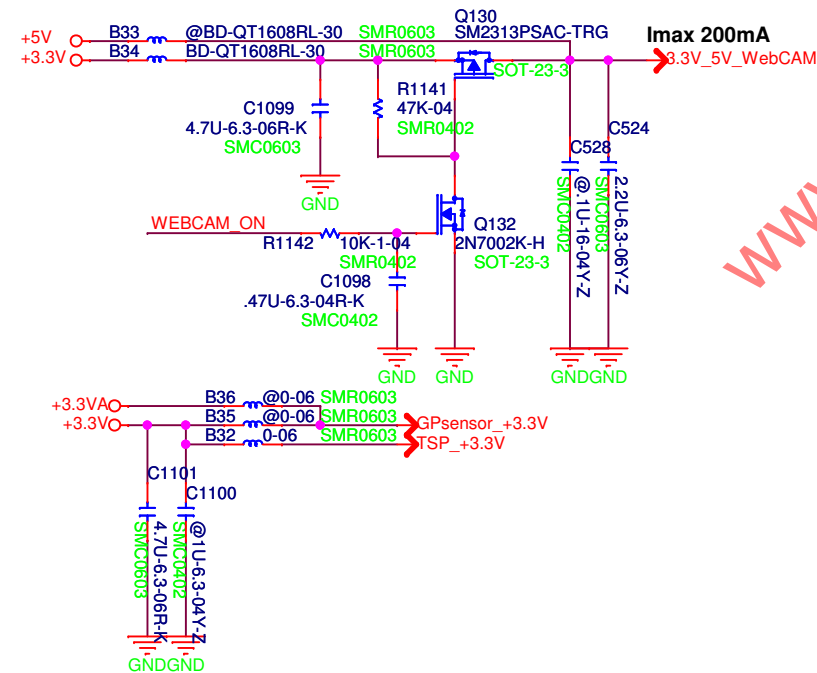 Q130
B33 @BD-QT1608RL-30 SMR0603 SM2313PSAC-TRG
+5V
Imax 200mA
B34 BD-QT1608RL-30 SMR0603
+3.3V
3.3V_5V_WebCAM
SOT-23-3
R1141
47K-04
SMR0402
C1099
4.7U-6.3-06R-K
SMC0603
GND
C524
C528
@.1U-16-04Y-Z
SMC0402
2.2U-6.3-06Y-Z
SMC0603
WEBCAM_ON
R1142 10K-1-04
SMR0402
Q132
2N7002K-H
SOT-23-3
C1098
.47U-6.3-04R-K
SMC0402
GND GND GND GND
WWW
+3.3VA B36 @0-06 SMR0603
+3.3V B35 @0-06 SMR0603 GPsensor_+3.3V
B32 0-06 SMR0603 TSP_+3.3V
C1101
C1100
4.7U-6.3-06R-K
SMC0603
@1U-6.3-04Y-Z
SMC0402
GND GND